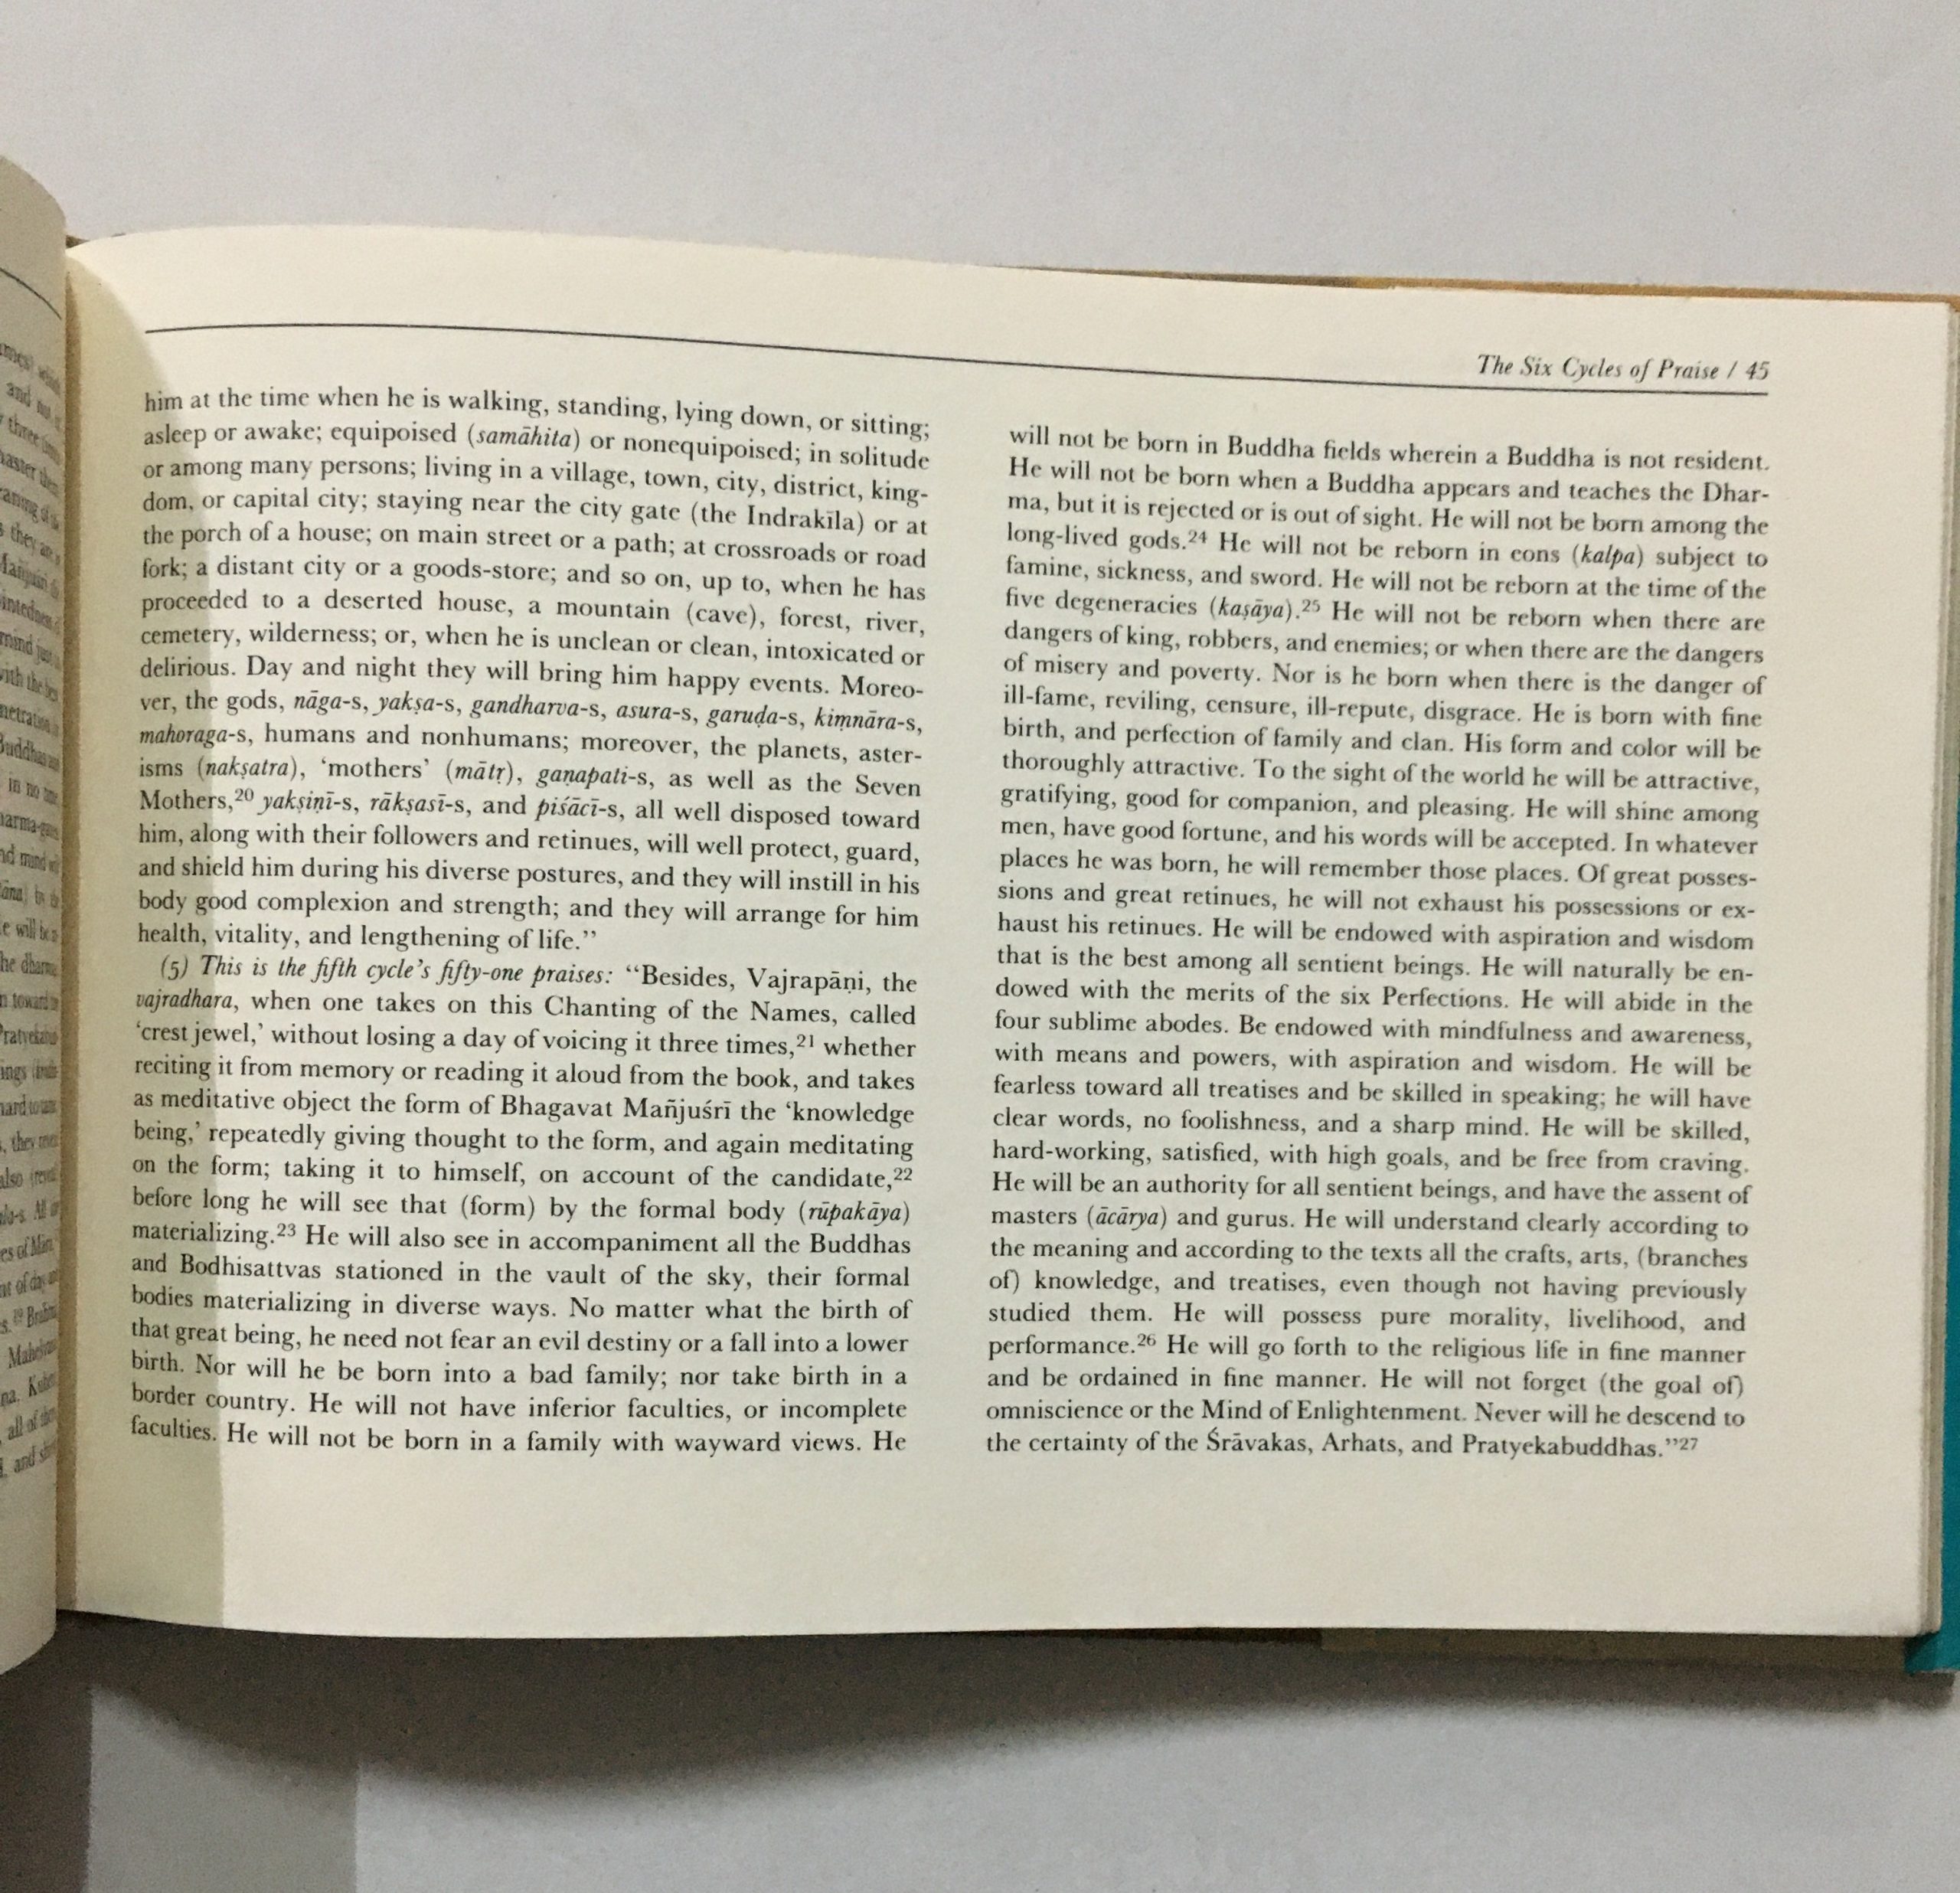 The Six Cycles of Praise / 45
him at the time when he is walking, standing, lying down, or sitting;
asleep or awake; equipoised (samāhita) or nonequipoised; in solitude
or among many persons; living in a village, town, city, district, king-
dom, or capital city; staying near the city gate (the Indrakīla) or at
the porch of a house; on main street or a path; at crossroads or road
fork; a distant city or a goods-store; and so on, up to, when he has
proceeded to a deserted house, a mountain (cave), forest, river,
cemetery, wilderness; or, when he is unclean or clean, intoxicated or
delirious. Day and night they will bring him happy events. Moreo-
ver, the gods, nāga-s, yakṣa-s, gandharva-s, asura-s, garuḍa-s, kiṃnāra-s,
mahoraga-s, humans and nonhumans; moreover, the planets, aster-
isms (nakṣatra), ‘mothers’ (mātṛ), gaṇapati-s, as well as the Seven
Mothers,²⁰ yakṣiṇī-s, rākṣasī-s, and piśācī-s, all well disposed toward
him, along with their followers and retinues, will well protect, guard,
and shield him during his diverse postures, and they will instill in his
body good complexion and strength; and they will arrange for him
health, vitality, and lengthening of life.”
(5) This is the fifth cycle’s fifty-one praises: “Besides, Vajrapāṇi, the
vajradhara, when one takes on this Chanting of the Names, called
‘crest jewel,’ without losing a day of voicing it three times,²¹ whether
reciting it from memory or reading it aloud from the book, and takes
as meditative object the form of Bhagavat Mañjuśrī the ‘knowledge
being,’ repeatedly giving thought to the form, and again meditating
on the form; taking it to himself, on account of the candidate,²²
before long he will see that (form) by the formal body (rūpakāya)
materializing.²³ He will also see in accompaniment all the Buddhas
and Bodhisattvas stationed in the vault of the sky, their formal
bodies materializing in diverse ways. No matter what the birth of
that great being, he need not fear an evil destiny or a fall into a lower
birth. Nor will he be born into a bad family; nor take birth in a
border country. He will not have inferior faculties, or incomplete
faculties. He will not be born in a family with wayward views. He
will not be born in Buddha fields wherein a Buddha is not resident.
He will not be born when a Buddha appears and teaches the Dhar-
ma, but it is rejected or is out of sight. He will not be born among the
long-lived gods.²⁴ He will not be reborn in eons (kalpa) subject to
famine, sickness, and sword. He will not be reborn at the time of the
five degeneracies (kaṣāya).²⁵ He will not be reborn when there are
dangers of king, robbers, and enemies; or when there are the dangers
of misery and poverty. Nor is he born when there is the danger of
ill-fame, reviling, censure, ill-repute, disgrace. He is born with fine
birth, and perfection of family and clan. His form and color will be
thoroughly attractive. To the sight of the world he will be attractive,
gratifying, good for companion, and pleasing. He will shine among
men, have good fortune, and his words will be accepted. In whatever
places he was born, he will remember those places. Of great posses-
sions and great retinues, he will not exhaust his possessions or ex-
haust his retinues. He will be endowed with aspiration and wisdom
that is the best among all sentient beings. He will naturally be en-
dowed with the merits of the six Perfections. He will abide in the
four sublime abodes. Be endowed with mindfulness and awareness,
with means and powers, with aspiration and wisdom. He will be
fearless toward all treatises and be skilled in speaking; he will have
clear words, no foolishness, and a sharp mind. He will be skilled,
hard-working, satisfied, with high goals, and be free from craving.
He will be an authority for all sentient beings, and have the assent of
masters (ācārya) and gurus. He will understand clearly according to
the meaning and according to the texts all the crafts, arts, (branches
of) knowledge, and treatises, even though not having previously
studied them. He will possess pure morality, livelihood, and
performance.²⁶ He will go forth to the religious life in fine manner
and be ordained in fine manner. He will not forget (the goal of)
omniscience or the Mind of Enlightenment. Never will he descend to
the certainty of the Śrāvakas, Arhats, and Pratyekabuddhas.”²⁷